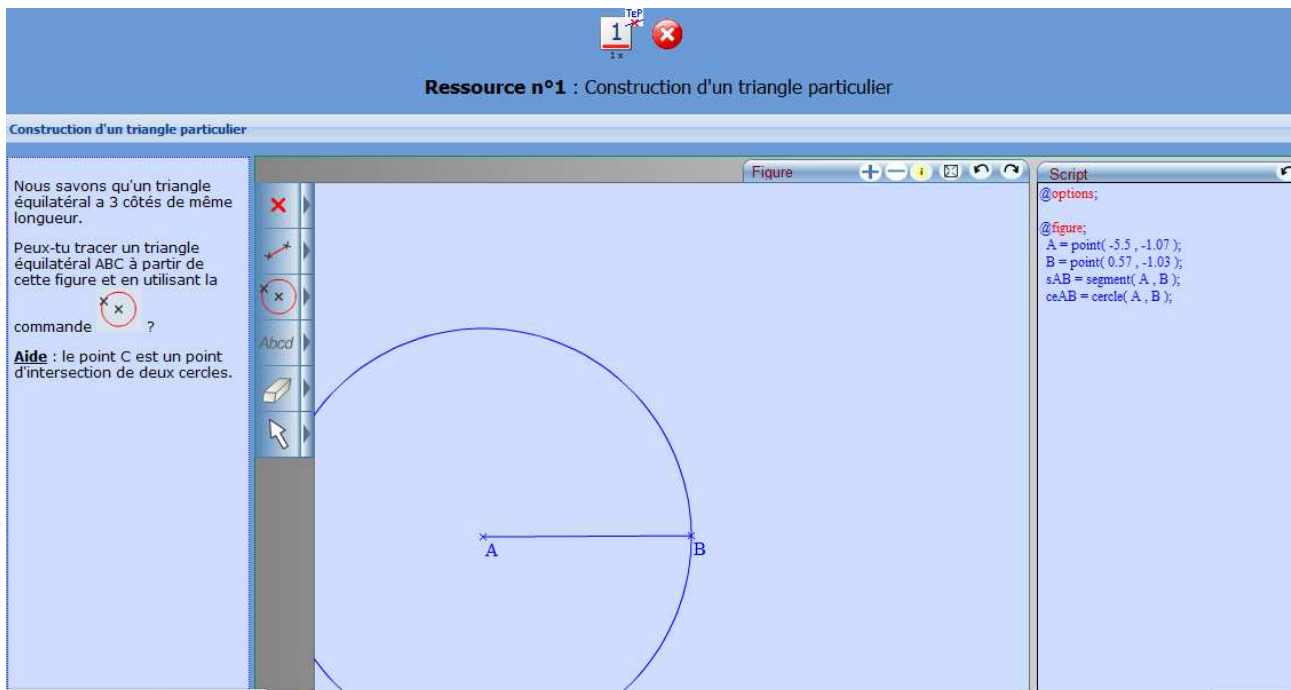 TEP
1
1 x
Ressource n°1 : Construction d'un triangle particulier
Construction d'un triangle particulier
Nous savons qu'un triangle
équilatéral a 3 côtés de même
longueur.
Peux-tu tracer un triangle
équilatéral ABC à partir de
cette figure et en utilisant la
commande ?
Aide : le point C est un point
d'intersection de deux cercles.
Abcd
Figure
i
A
B
Script
@options;
@figure;
A = point( -5.5 , -1.07 );
B = point( 0.57 , -1.03 );
sAB = segment( A , B );
ceAB = cercle( A , B );